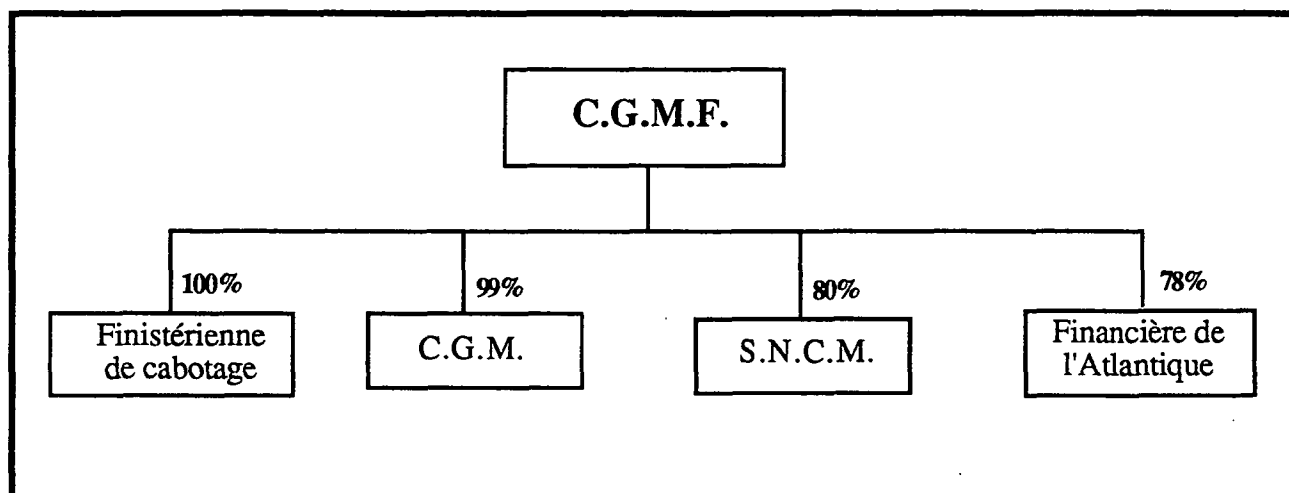 C.G.M.F.
100%
99%
80%
78%
Finistérienne
de cabotage
C.G.M.
S.N.C.M.
Financière de
l'Atlantique